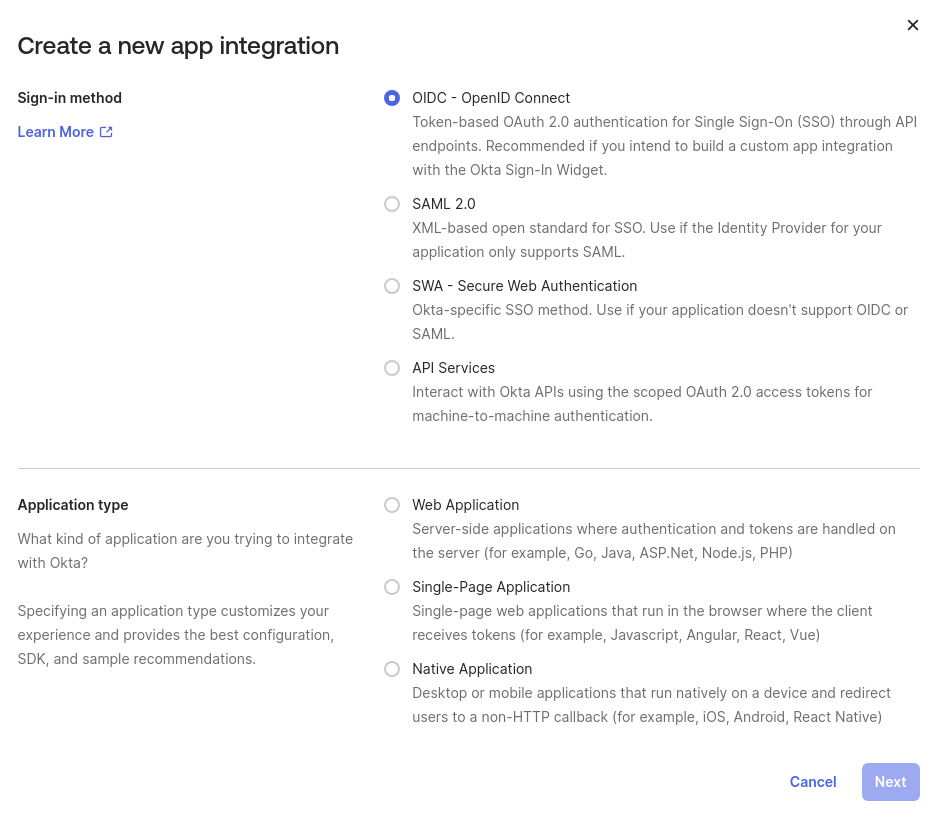 Create a new app integration
Sign-in method
Learn More
OIDC - OpenID Connect
Token-based OAuth 2.0 authentication for Single Sign-On (SSO) through API
endpoints. Recommended if you intend to build a custom app integration
with the Okta Sign-In Widget.
SAML 2.0
XML-based open standard for SSO. Use if the Identity Provider for your
application only supports SAML.
SWA - Secure Web Authentication
Okta-specific SSO method. Use if your application doesn't support OIDC or
SAML.
API Services
Interact with Okta APIs using the scoped OAuth 2.0 access tokens for
machine-to-machine authentication.
Application type
What kind of application are you trying to integrate
with Okta?
Specifying an application type customizes your
experience and provides the best configuration,
SDK, and sample recommendations.
Web Application
Server-side applications where authentication and tokens are handled on
the server (for example, Go, Java, ASP.Net, Node.js, PHP)
Single-Page Application
Single-page web applications that run in the browser where the client
receives tokens (for example, Javascript, Angular, React, Vue)
Native Application
Desktop or mobile applications that run natively on a device and redirect
users to a non-HTTP callback (for example, iOS, Android, React Native)
Cancel
Next